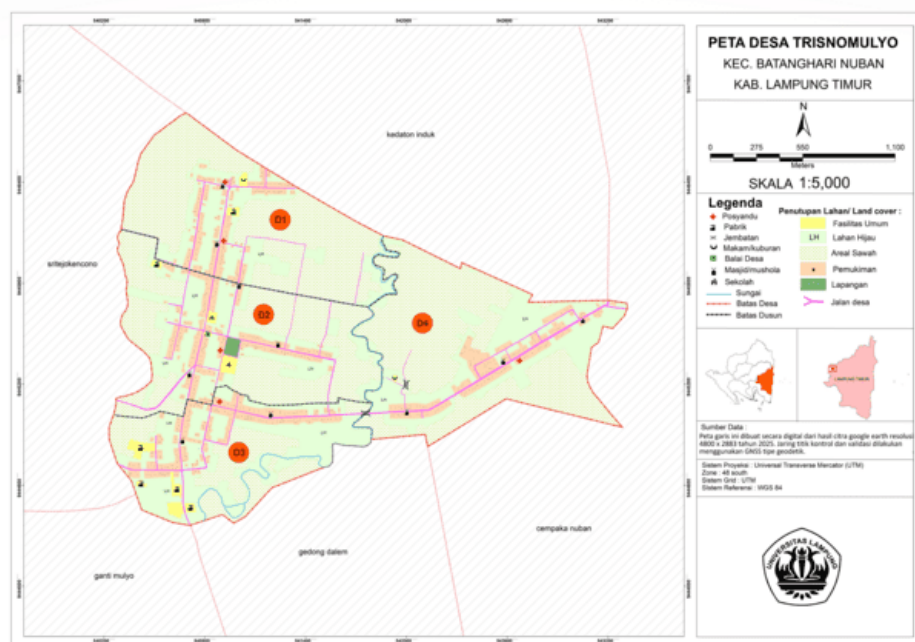 PETA DESA TRISNOMULYO
KEC. BATANGHARI NUBAN
KAB. LAMPUNG TIMUR
N
0 275 550 1,100
Meters
SKALA 1:5,000
Legenda
Posyandu
Pabrik
Jembatan
Makam/kuburan
Balai Desa
Masjid/mushola
Sekolah
Sungai
Batas Desa
Batas Dusun
Penutupan Lahan/ Land cover :
Fasilitas Umum
LH Lahan Hijau
Areal Sawah
Pemukiman
Lapangan
Jalan desa
LAMPUNG TIMUR
Sumber Data :
Peta garis ini dibuat secara digital dari hasil citra google earth resolusi
4800 x 2883 tahun 2025. Jaring titik kontrol dan validasi dilakukan
menggunakan GNSS tipe geodetik.
Sistem Proyeksi : Universal Transverse Mercator (UTM)
Zone : 48 south
Sistem Grid : UTM
Sistem Referensi : WGS 84
UNIVERSITAS LAMPUNG
kedaton induk
sritejokencono
D1
D2
D4
D3
LH
cempaka nuban
gedong dalem
ganti mulyo